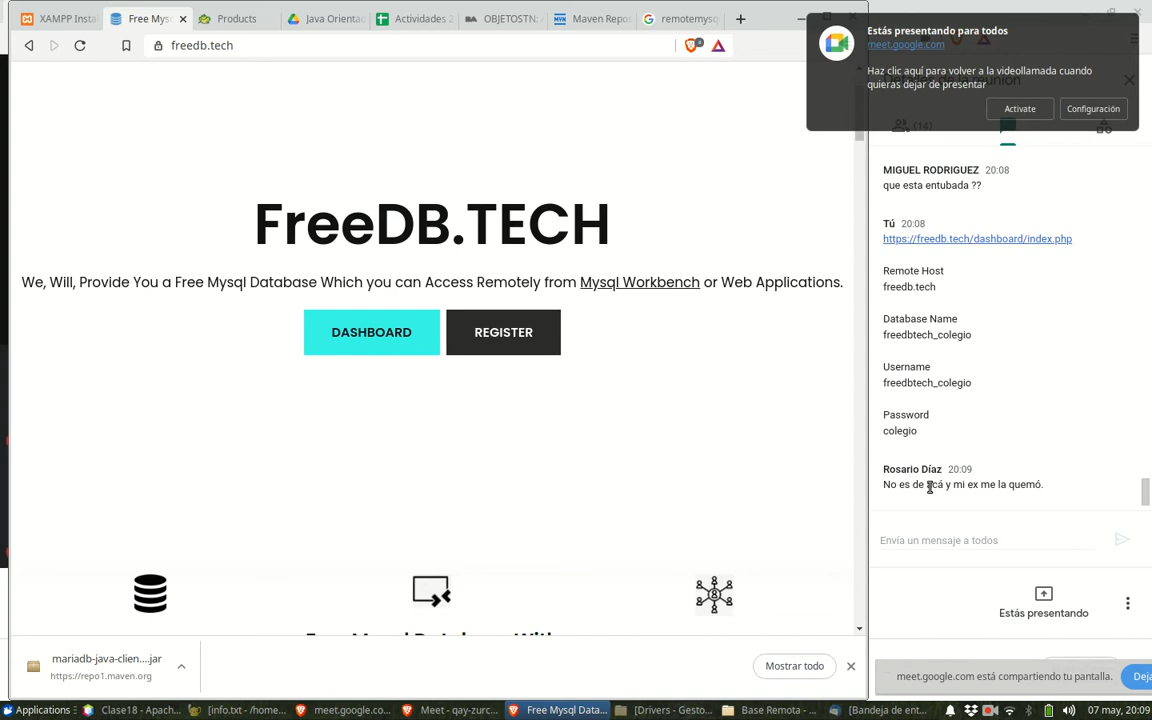 XAMPP Insta
Free Mys
Products
Java Orienta
Actividades 2
OBJETOSTN:
Maven Repos
remotemysq
freedb.tech
Estás presentando para todos
meet.google.com
Haz clic aquí para volver a la videollamada cuando
quieras dejar de presentar
Activate
Configuración
(14)
FreeDB.TECH
We, Will, Provide You a Free Mysql Database Which you can Access Remotely from Mysql Workbench or Web Applications.
DASHBOARD
REGISTER
mariadb-java-clien....jar
https://repo1.maven.org
Mostrar todo
MIGUEL RODRIGUEZ 20:08
que esta entubada ??
Tú 20:08
https://freedb.tech/dashboard/index.php
Remote Host
freedb.tech
Database Name
freedbtech_colegio
Username
freedbtech_colegio
Password
colegio
Rosario Díaz 20:09
No es de acá y mi ex me la quemó.
Envía un mensaje a todos
Estás presentando
meet.google.com está compartiendo tu pantalla.
Deja
Applications
Clase18 - Apach...
[info.txt - /home...
meet.google.co...
Meet - qay-zurc...
Free Mysql Data...
[Drivers - Gesto...
Base Remota - ...
[Bandeja de ent...
07 may, 20:09